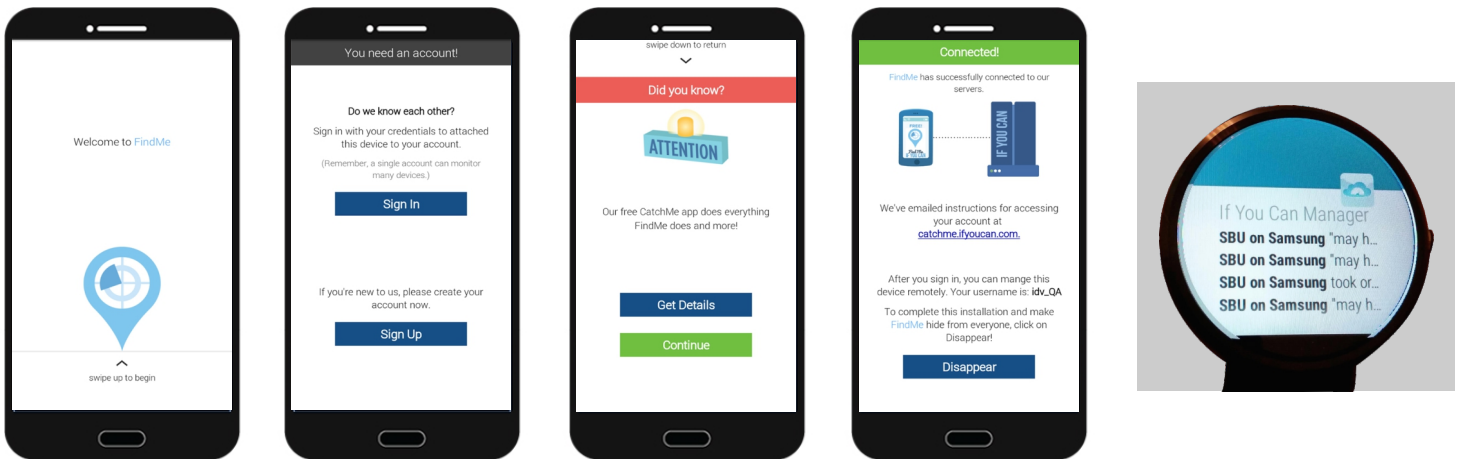 Welcome to FindMe
swipe up to begin
You need an account!
Do we know each other?
Sign in with your credentials to attached
this device to your account.
(Remember, a single account can monitor
many devices.)
Sign In
If you're new to us, please create your
account now.
Sign Up
swipe down to return
Did you know?
ATTENTION
Our free CatchMe app does everything
FindMe does and more!
Get Details
Continue
Connected!
FindMe has successfully connected to our
servers.
FREE!
Find Me
IF YOU CAN
IF YOU CAN
We've emailed instructions for accessing
your account at
catchme.ifyoucan.com.
After you sign in, you can mange this
device remotely. Your username is: idv_QA
To complete this installation and make
FindMe hide from everyone, click on
Disappear!
Disappear
If You Can Manager
SBU on Samsung "may h...
SBU on Samsung "may h...
SBU on Samsung took or...
SBU on Samsung "may h...